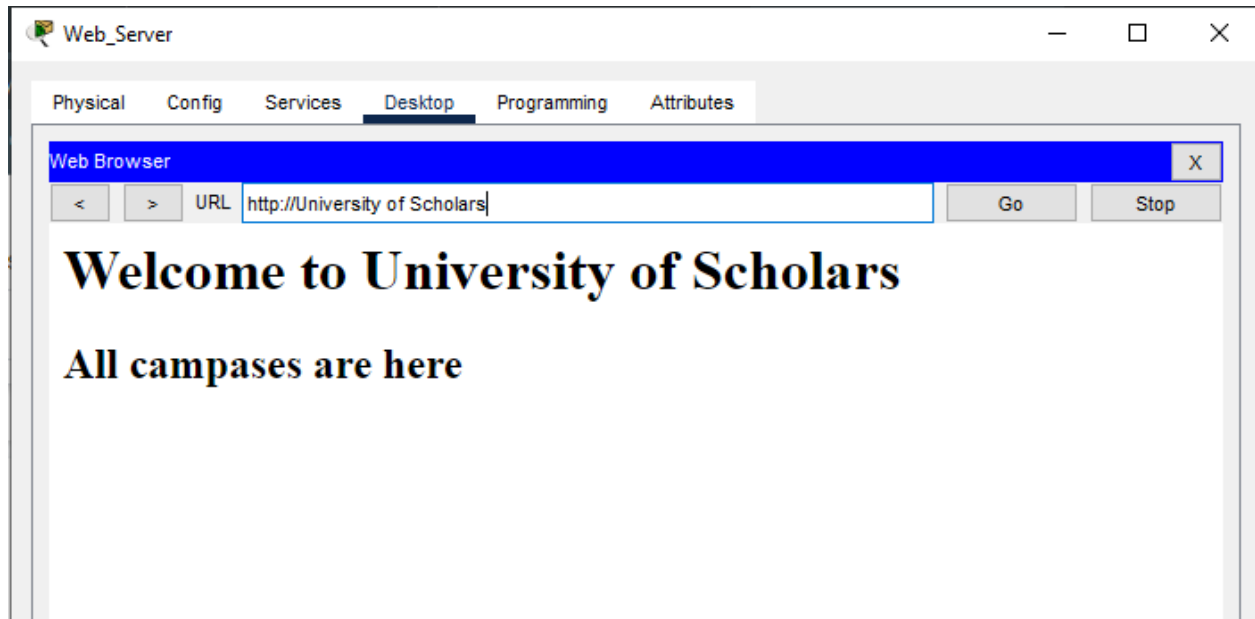 Web_Server
Physical Config Services Desktop Programming Attributes
Web Browser X
< > URL http://University of Scholars Go Stop
Welcome to University of Scholars
All campases are here